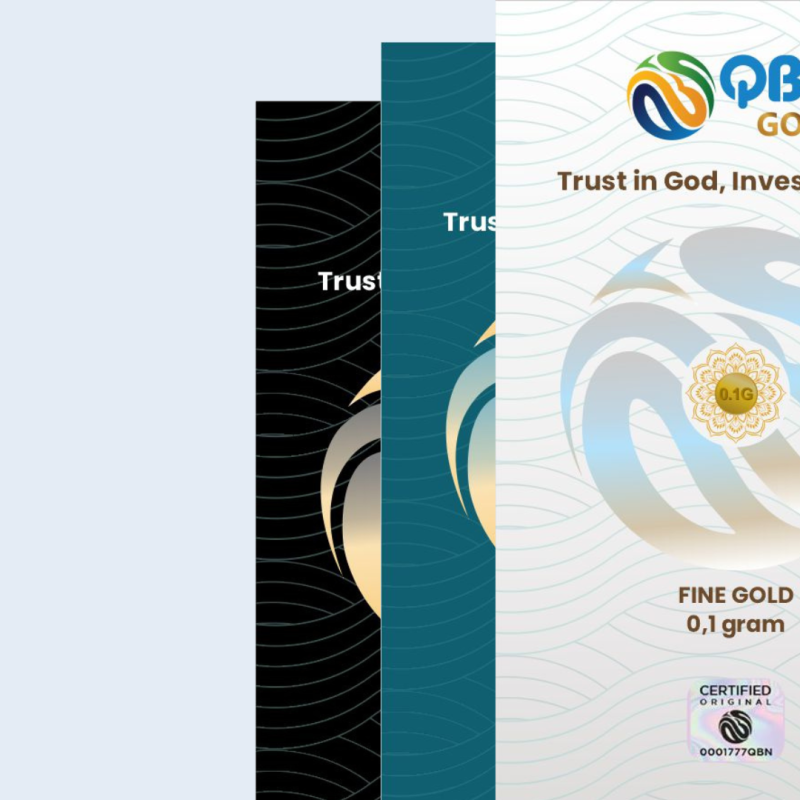 QB
GO
Trust in God, Inves
Trus
Trust
0.1G
FINE GOLD
0,1 gram
CERTIFIED
ORIGINAL
0001777QBN